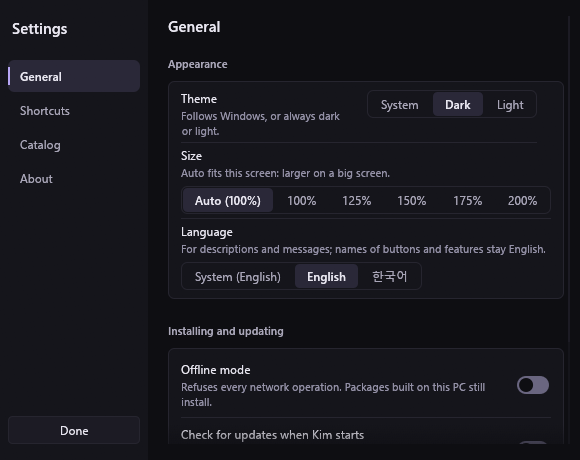 Settings
General
Shortcuts
Catalog
About
Done
General
Appearance
Theme
Follows Windows, or always dark
or light.
System Dark Light
Size
Auto fits this screen: larger on a big screen.
Auto (100%) 100% 125% 150% 175% 200%
Language
For descriptions and messages; names of buttons and features stay English.
System (English) English 한국어
Installing and updating
Offline mode
Refuses every network operation. Packages built on this PC still
install.
Check for updates when Kim starts